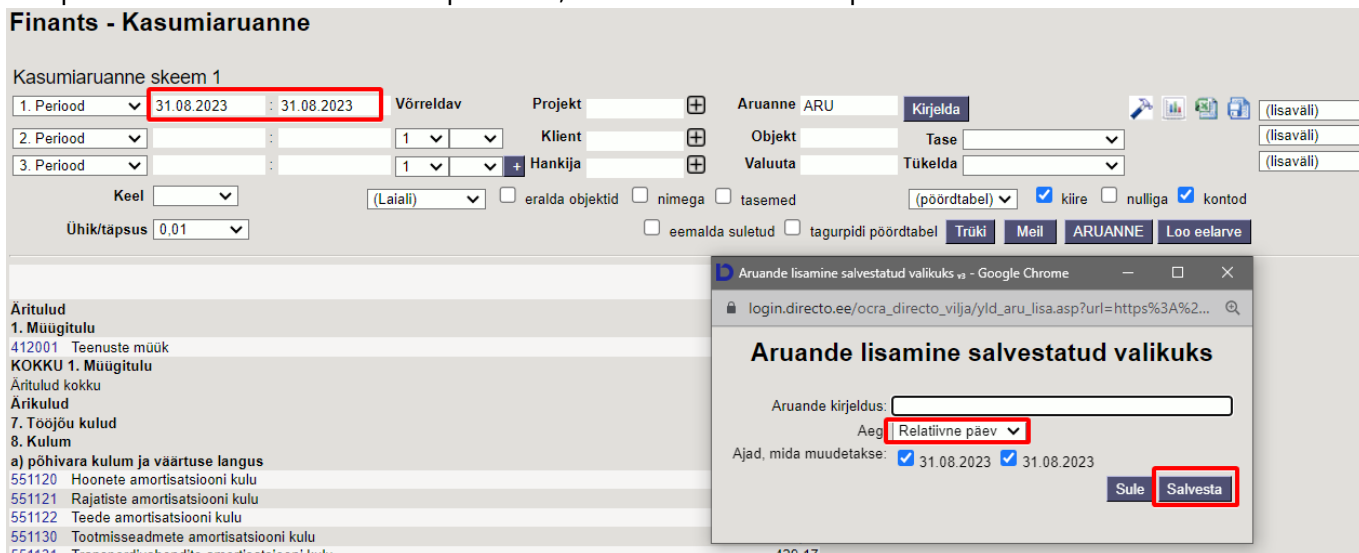 Finants - Kasumiaruanne
Kasumiaruanne skeem 1
1. Periood 31.08.2023 : 31.08.2023 Võrreldav Projekt Aruanne ARU Kirjelda (lisaväli)
2. Periood : 1 Klient Objekt Tase (lisaväli)
3. Periood : 1 + Hankija Valuuta Tükelda (lisaväli)
Keel (Laiali) eralda objektid nimega tasemed (pöördtabel) kiire nulliga kontod
Ühik/täpsus 0,01 eemalda suletud tagurpidi pöördtabel Trüki Meil ARUANNE Loo eelarve
Äritulud
1. Müügitulu
412001 Teenuste müük
KOKKU 1. Müügitulu
Äritulud kokku
Ärikulud
7. Tööjõu kulud
8. Kulum
a) põhivara kulum ja väärtuse langus
551120 Hoonete amortisatsiooni kulu
551121 Rajatiste amortisatsiooni kulu
551122 Teede amortisatsiooni kulu
551130 Tootmisseadmete amortisatsiooni kulu
Aruande lisamine salvestatud valikuks v3 - Google Chrome
login.directo.ee/ocra_directo_vilja/yld_aru_lisa.asp?url=https%3A%2...
Aruande lisamine salvestatud valikuks
Aruande kirjeldus:
Aeg Relatiivne päev
Ajad, mida muudetakse: 31.08.2023 31.08.2023
Sule Salvesta